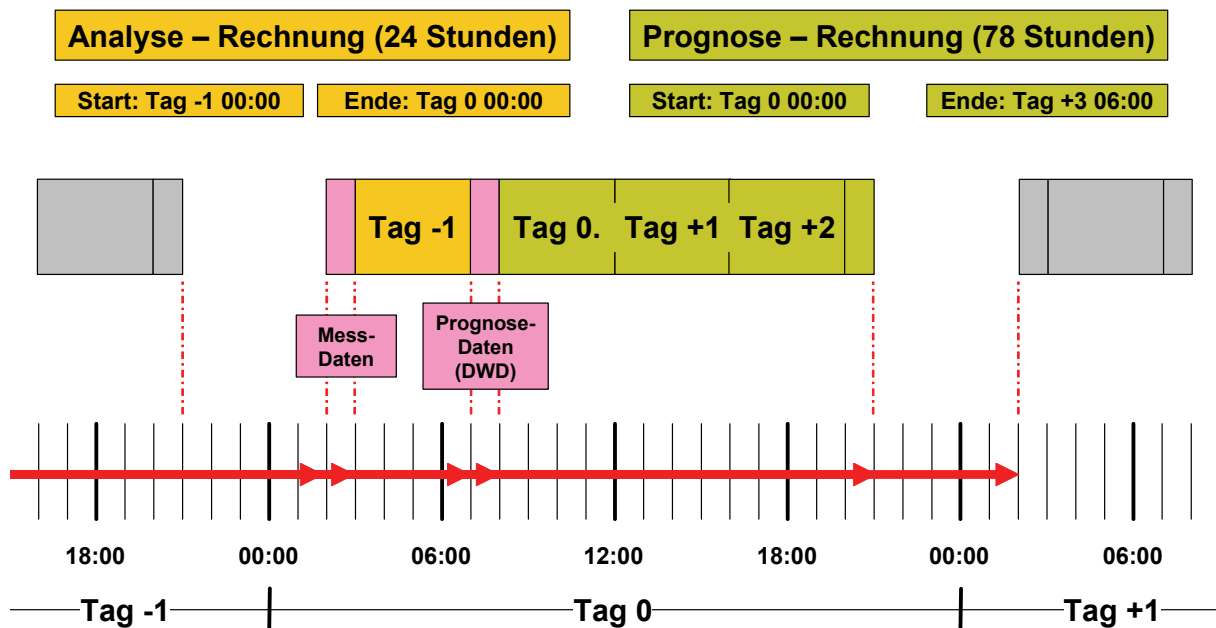 Analyse – Rechnung (24 Stunden)
Prognose – Rechnung (78 Stunden)
Start: Tag -1 00:00
Ende: Tag 0 00:00
Start: Tag 0 00:00
Ende: Tag +3 06:00
Tag -1
Tag 0.
Tag +1
Tag +2
Mess-
Daten
Prognose-
Daten
(DWD)
18:00
00:00
06:00
12:00
18:00
00:00
06:00
Tag -1
Tag 0
Tag +1